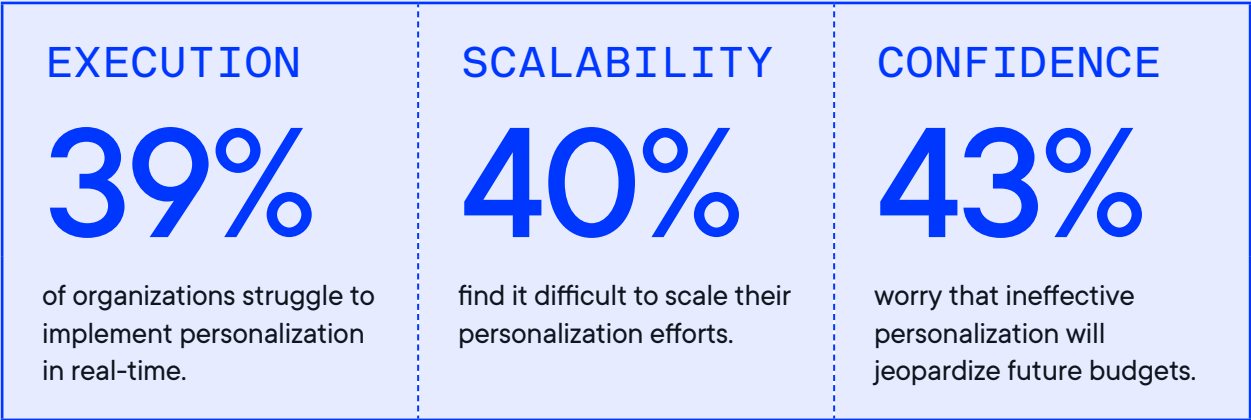 EXECUTION
39%
of organizations struggle to
implement personalization
in real-time.
SCALABILITY
40%
find it difficult to scale their
personalization efforts.
CONFIDENCE
43%
worry that ineffective
personalization will
jeopardize future budgets.